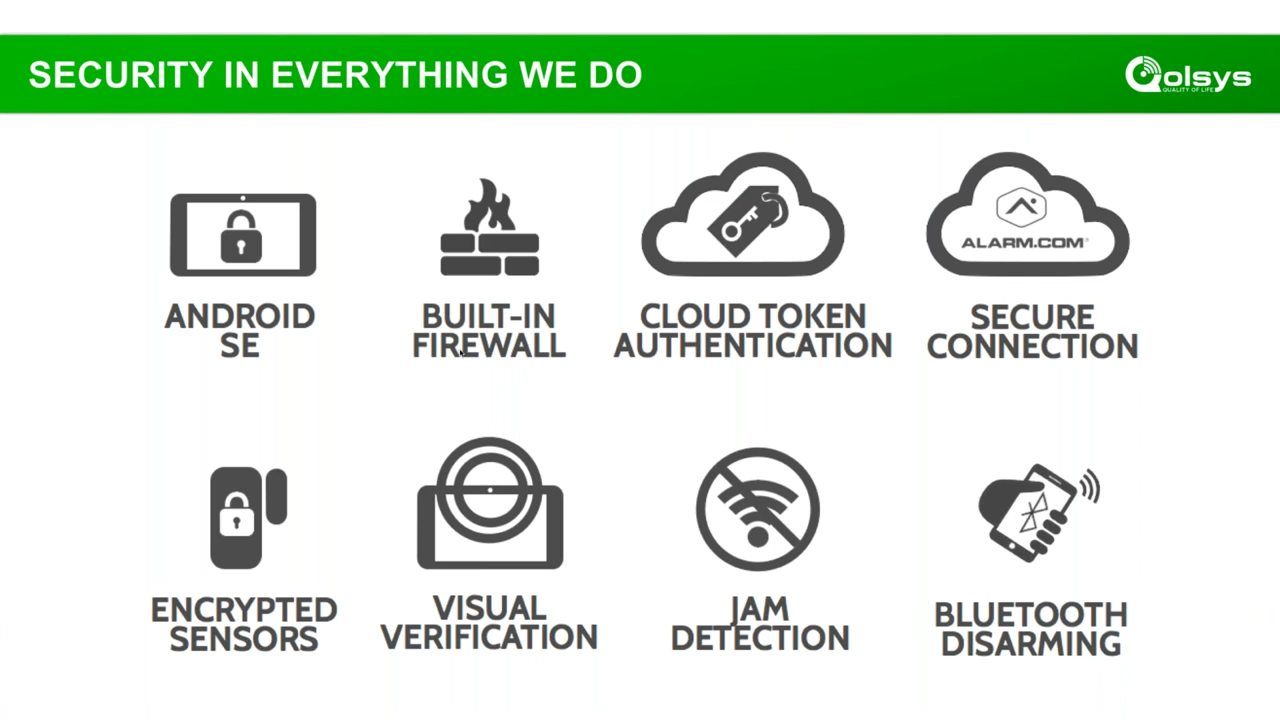 SECURITY IN EVERYTHING WE DO
Qolsys
QUALITY OF LIFE
ALARM.COM
ANDROID
SE
BUILT-IN
FIREWALL
CLOUD TOKEN
AUTHENTICATION
SECURE
CONNECTION
ENCRYPTED
SENSORS
VISUAL
VERIFICATION
JAM
DETECTION
BLUETOOTH
DISARMING